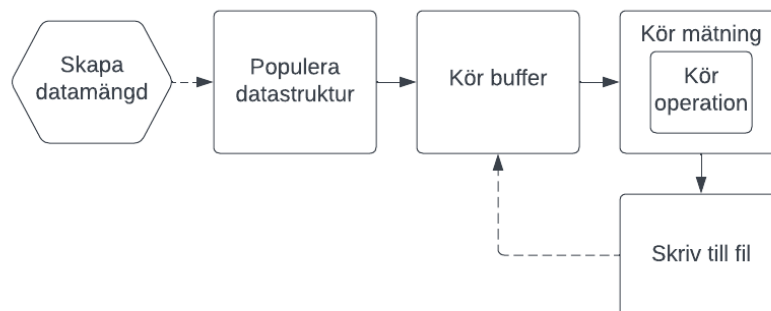 Skapa
datamängd
Populera
datastruktur
Kör buffer
Kör mätning
Kör
operation
Skriv till fil